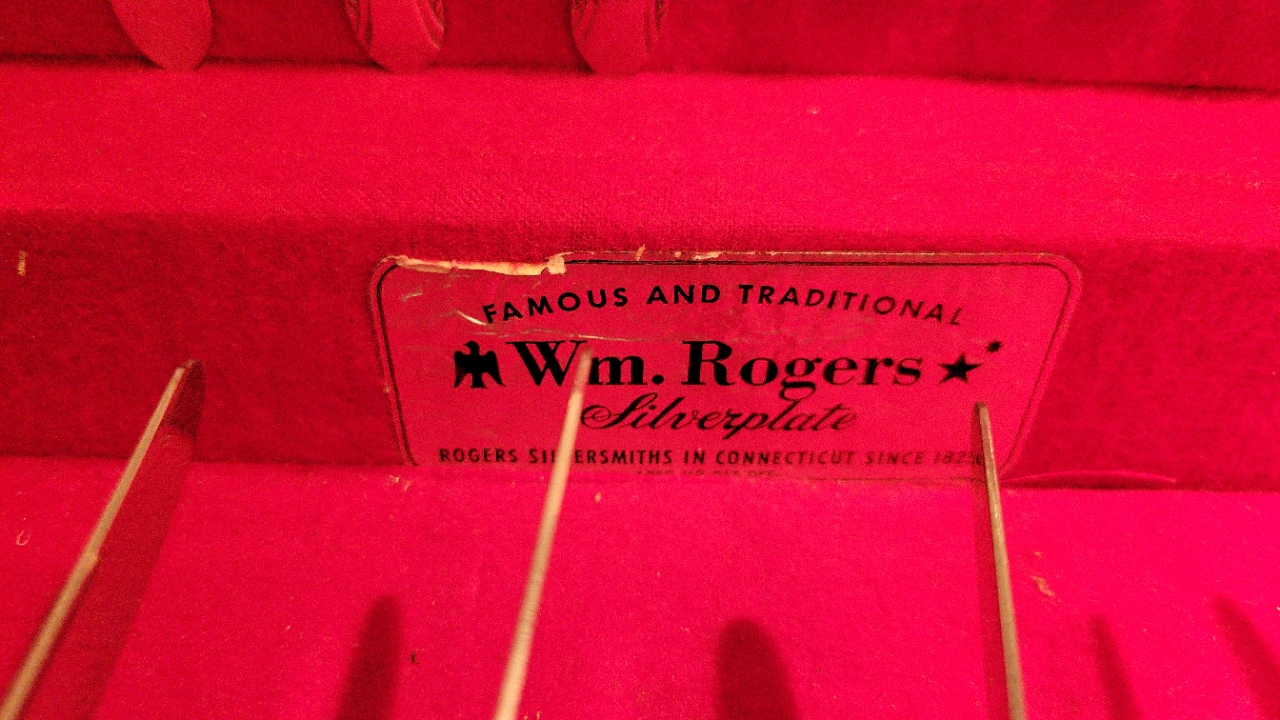 FAMOUS AND TRADITIONAL
Wm. Rogers
Silverplate
ROGERS SILVERSMITHS IN CONNECTICUT SINCE